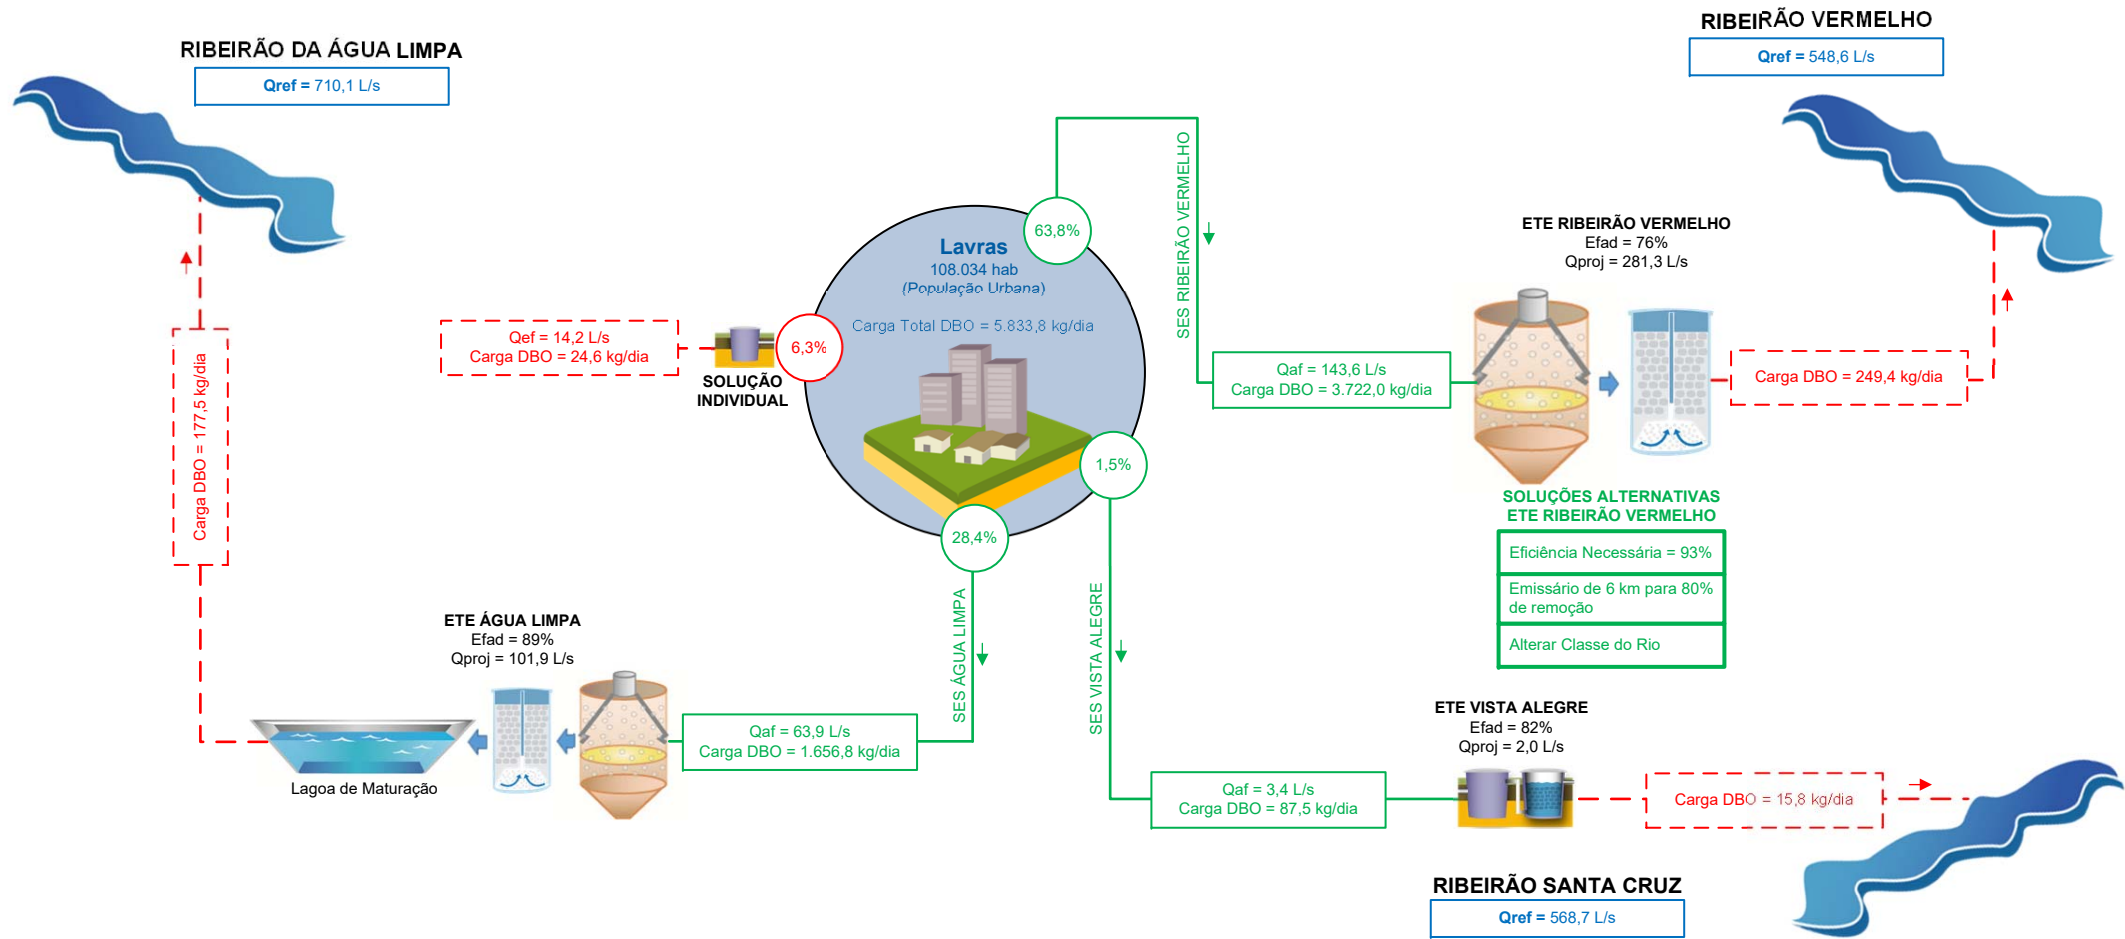 RIBEIRÃO DA ÁGUA LIMPA
Qref = 710,1 L/s
RIBEIRÃO VERMELHO
Qref = 548,6 L/s
Carga DBO = 177,5 kg/dia
Qef = 14,2 L/s
Carga DBO = 24,6 kg/dia
SOLUÇÃO
INDIVIDUAL
6,3%
Lavras
108.034 hab
(População Urbana)
Carga Total DBO = 5.833,8 kg/dia
63,8%
1,5%
28,4%
SES RIBEIRÃO VERMELHO
Qaf = 143,6 L/s
Carga DBO = 3.722,0 kg/dia
ETE RIBEIRÃO VERMELHO
Efad = 76%
Qproj = 281,3 L/s
Carga DBO = 249,4 kg/dia
SOLUÇÕES ALTERNATIVAS
ETE RIBEIRÃO VERMELHO
Eficiência Necessária = 93%
Emissário de 6 km para 80%
de remoção
Alterar Classe do Rio
ETE ÁGUA LIMPA
Efad = 89%
Qproj = 101,9 L/s
Lagoa de Maturação
Qaf = 63,9 L/s
Carga DBO = 1.656,8 kg/dia
SES ÁGUA LIMPA
SES VISTA ALEGRE
Qaf = 3,4 L/s
Carga DBO = 87,5 kg/dia
ETE VISTA ALEGRE
Efad = 82%
Qproj = 2,0 L/s
Carga DBO = 15,8 kg/dia
RIBEIRÃO SANTA CRUZ
Qref = 568,7 L/s